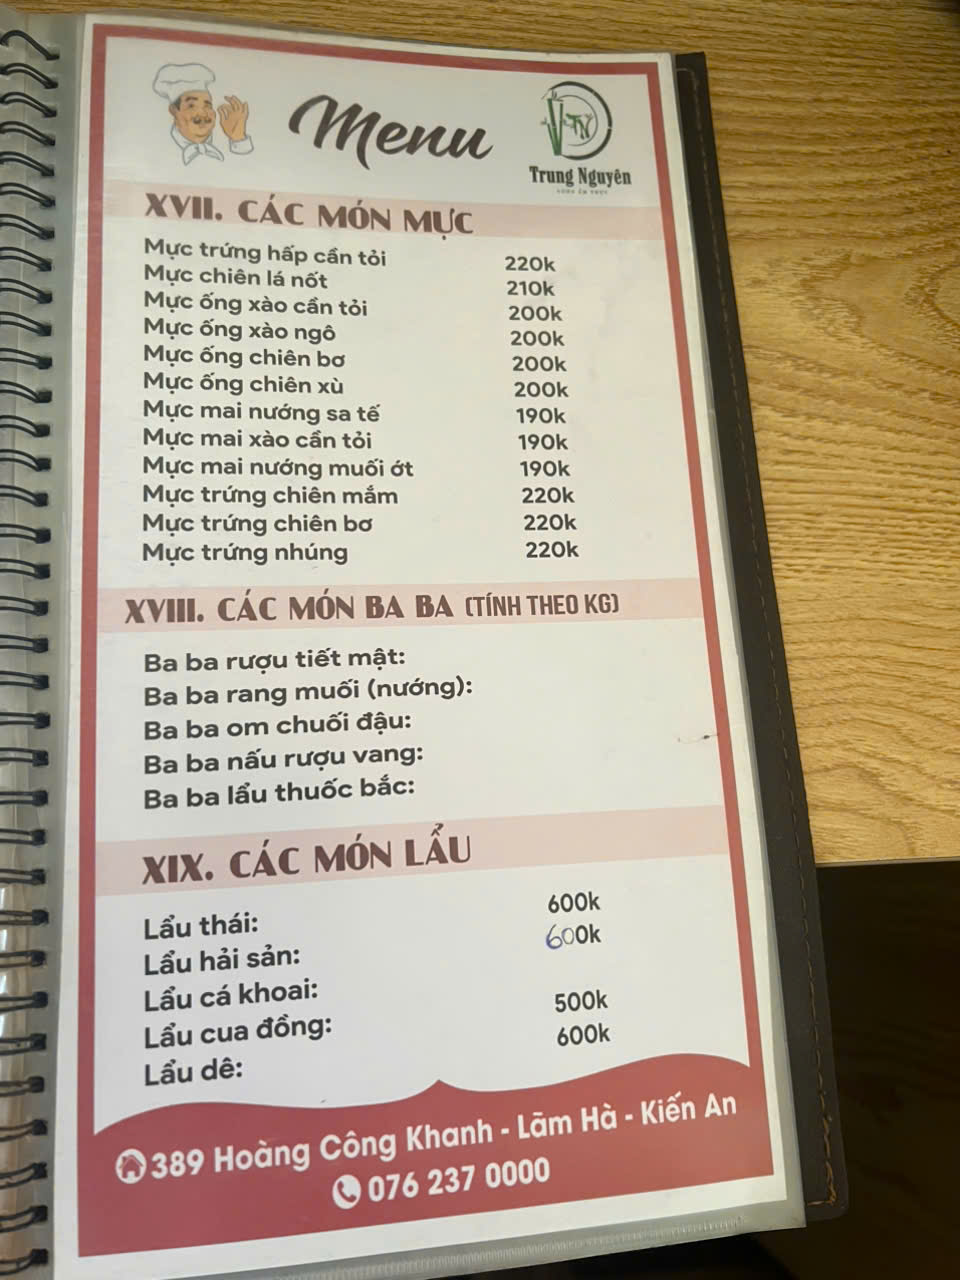 Menu
TN
Trung Nguyên
XVII. CÁC MÓN MỰC
Mực trứng hấp cần tỏi 220k
Mực chiên lá nốt 210k
Mực ống xào cần tỏi 200k
Mực ống xào ngô 200k
Mực ống chiên bơ 200k
Mực ống chiên xù 200k
Mực mai nướng sa tế 190k
Mực mai xào cần tỏi 190k
Mực mai nướng muối ớt 190k
Mực trứng chiên mắm 220k
Mực trứng chiên bơ 220k
Mực trứng nhúng 220k
XVIII. CÁC MÓN BA BA (TÍNH THEO KG)
Ba ba rượu tiết mật:
Ba ba rang muối (nướng):
Ba ba om chuối đậu:
Ba ba nấu rượu vang:
Ba ba lẩu thuốc bắc:
XIX. CÁC MÓN LẨU
Lẩu thái: 600k
Lẩu hải sản: 600k
Lẩu cá khoai:
Lẩu cua đồng: 500k
Lẩu dê: 600k
389 Hoàng Công Khanh - Lãm Hà - Kiến An
076 237 0000